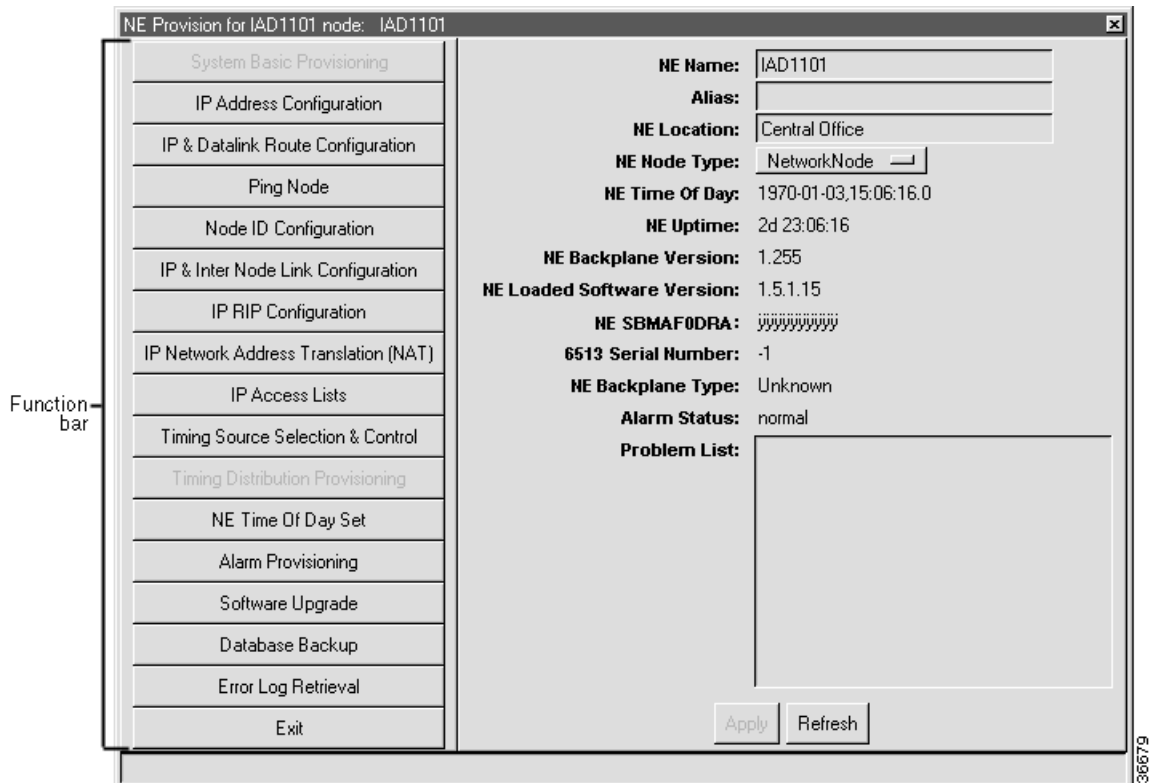 NE Provision for IAD1101 node: IAD1101
System Basic Provisioning
IP Address Configuration
IP & Datalink Route Configuration
Ping Node
Node ID Configuration
IP & Inter Node Link Configuration
IP RIP Configuration
IP Network Address Translation (NAT)
IP Access Lists
Timing Source Selection & Control
Timing Distribution Provisioning
NE Time Of Day Set
Alarm Provisioning
Software Upgrade
Database Backup
Error Log Retrieval
Exit
Function bar
NE Name: IAD1101
Alias:
NE Location: Central Office
NE Node Type: NetworkNode
NE Time Of Day: 1970-01-03,15:06:16.0
NE Uptime: 2d 23:06:16
NE Backplane Version: 1.255
NE Loaded Software Version: 1.5.1.15
NE SBMAF0DRA:
6513 Serial Number: -1
NE Backplane Type: Unknown
Alarm Status: normal
Problem List:
Apply
Refresh
36679